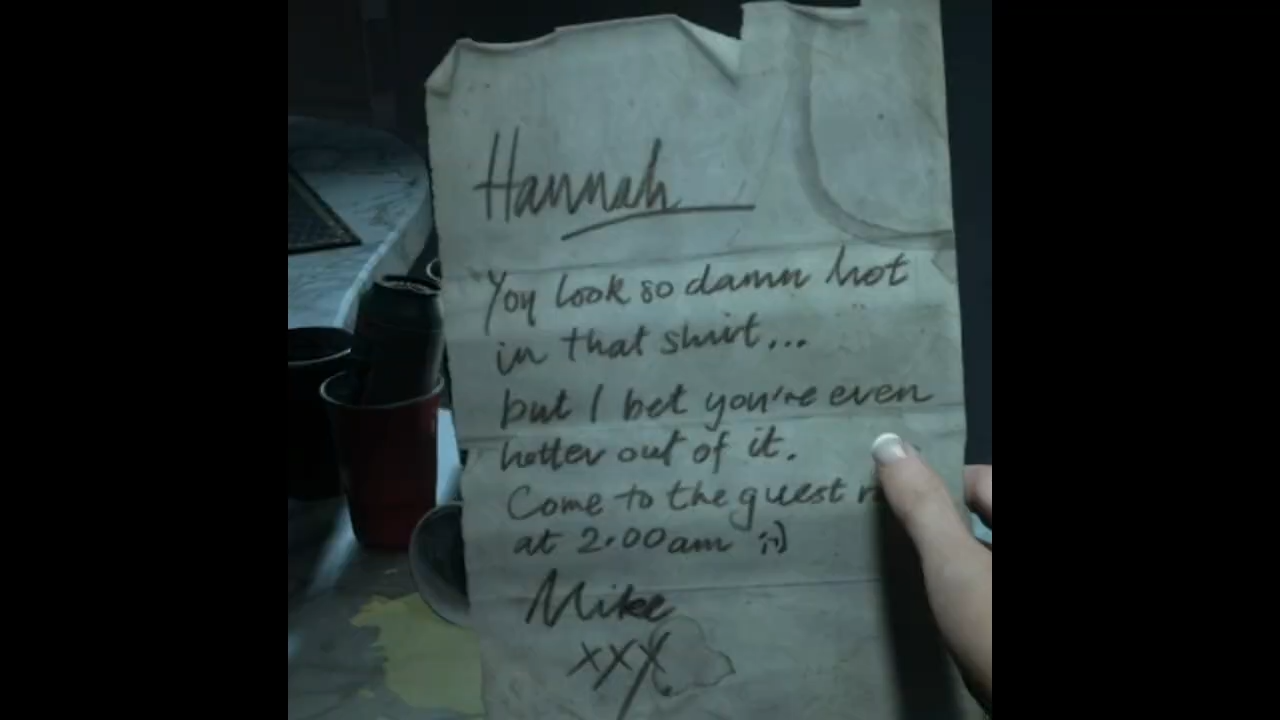 Hannah
You look so damn hot
in that shirt...
but I bet you're even
hotter out of it.
Come to the guest
at 2.00am ;-)
Mike
xxx